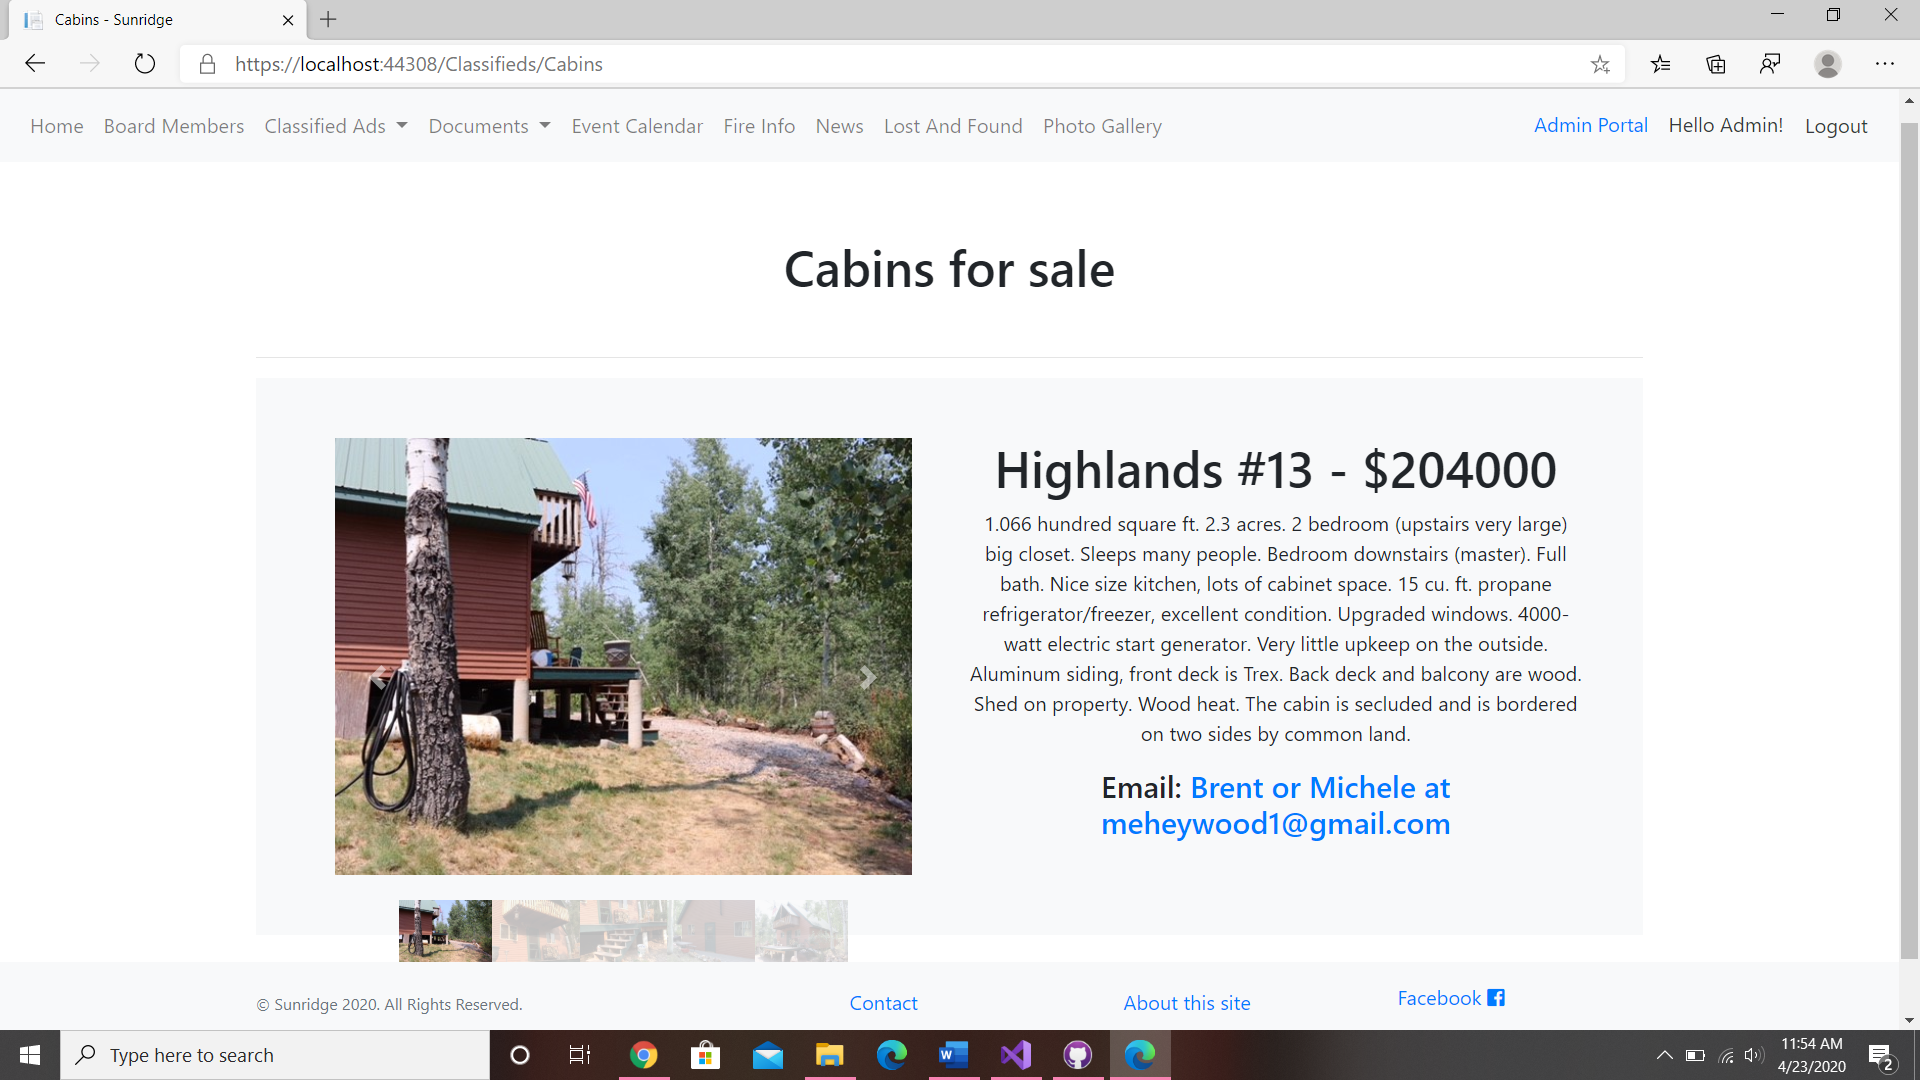 Cabins - Sunridge
https://localhost:44308/Classifieds/Cabins
Home Board Members Classified Ads Documents Event Calendar Fire Info News Lost And Found Photo Gallery Admin Portal Hello Admin! Logout
Cabins for sale
Highlands #13 - $204000
1.066 hundred square ft. 2.3 acres. 2 bedroom (upstairs very large)
big closet. Sleeps many people. Bedroom downstairs (master). Full
bath. Nice size kitchen, lots of cabinet space. 15 cu. ft. propane
refrigerator/freezer, excellent condition. Upgraded windows. 4000-
watt electric start generator. Very little upkeep on the outside.
Aluminum siding, front deck is Trex. Back deck and balcony are wood.
Shed on property. Wood heat. The cabin is secluded and is bordered
on two sides by common land.
Email: Brent or Michele at
meheywood1@gmail.com
© Sunridge 2020. All Rights Reserved. Contact About this site Facebook
Type here to search
W
11:54 AM
4/23/2020
2